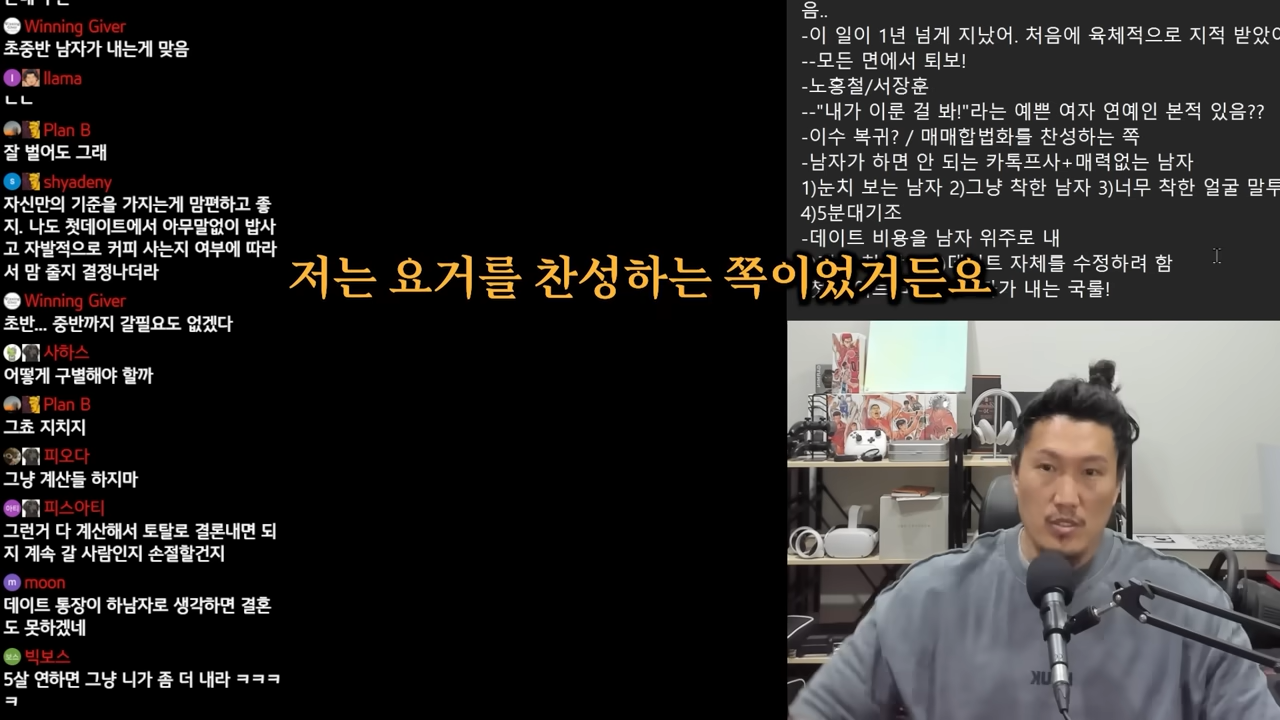 Winning Giver
초중반 남자가 내는게 맞음
llama
ㄴㄴ
Plan B
잘 벌어도 그래
shyadeny
자신만의 기준을 가지는게 맘편하고 좋
지. 나도 첫데이트에서 아무말없이 밥사
고 자발적으로 커피 사는지 여부에 따라
서 맘 줄지 결정나더라
Winning Giver
초반... 중반까지 갈필요도 없겠다
사하스
어떻게 구별해야 할까
Plan B
그쵸 지치지
피오다
그냥 계산들 하지마
피스아티
그런거 다 계산해서 토탈로 결론내면 되
지 계속 갈 사람인지 손절할건지
moon
데이트 통장이 하남자로 생각하면 결혼
도 못하겠네
빅보스
5살 연하면 그냥 니가 좀 더 내라 ㅋㅋㅋ
ㅋ
음..
-이 일이 1년 넘게 지났어. 처음에 육체적으로 지적 받았
--모든 면에서 퇴보!
-노홍철/서장훈
--"내가 이룬 걸 봐!"라는 예쁜 여자 연예인 본적 있음??
-이수 복귀? / 매매합법화를 찬성하는 쪽
-남자가 하면 안 되는 카톡프사+매력없는 남자
1)눈치 보는 남자 2)그냥 착한 남자 3)너무 착한 얼굴 말투
4)5분대기조
-데이트 비용을 남자 위주로 내
자체를 수정하려 함
가 내는 국룰!
저는 요거를 찬성하는 쪽이었거든요